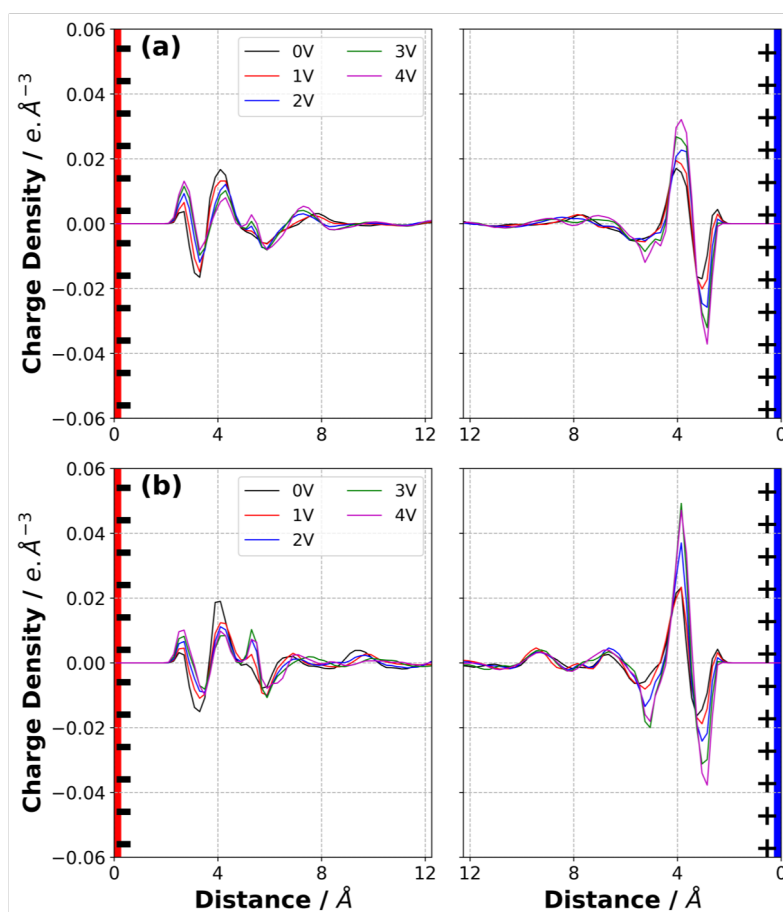 (a)
0V 3V
1V 4V
2V
Charge Density / e.Å⁻³
0.06
0.04
0.02
0.00
−0.02
−0.04
−0.06
0 4 8 12 12 8 4 0
(b)
0V 3V
1V 4V
2V
Charge Density / e.Å⁻³
0.06
0.04
0.02
0.00
−0.02
−0.04
−0.06
0 4 8 12 12 8 4 0
Distance / Å Distance / Å